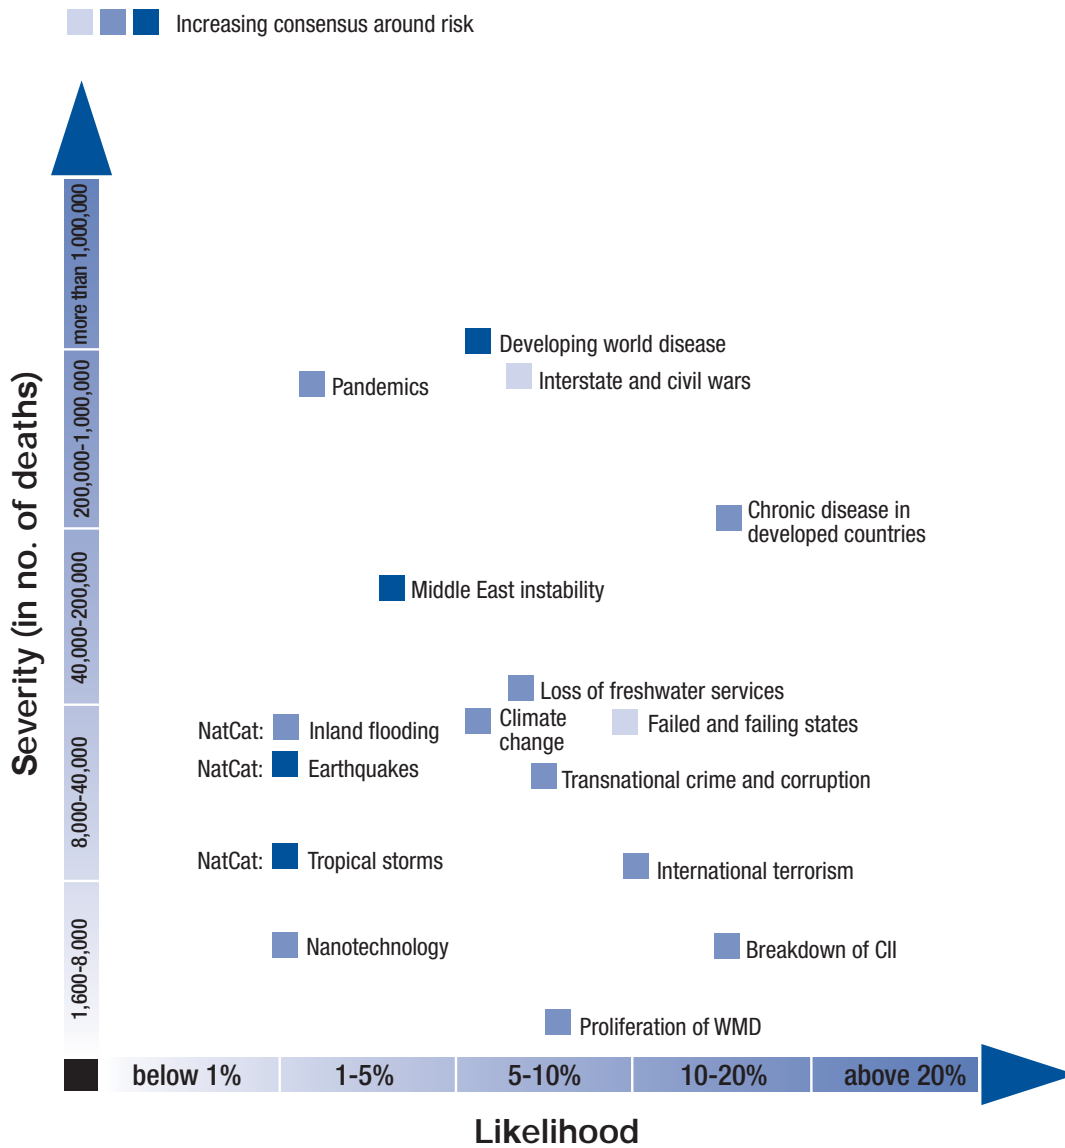 Increasing consensus around risk
Severity (in no. of deaths)
more than 1,000,000
200,000-1,000,000
40,000-200,000
8,000-40,000
1,600-8,000
Developing world disease
Interstate and civil wars
Pandemics
Chronic disease in
developed countries
Middle East instability
Loss of freshwater services
NatCat: Inland flooding
Climate
change
Failed and failing states
NatCat: Earthquakes
Transnational crime and corruption
NatCat: Tropical storms
International terrorism
Nanotechnology
Breakdown of CII
Proliferation of WMD
below 1% 1-5% 5-10% 10-20% above 20%
Likelihood